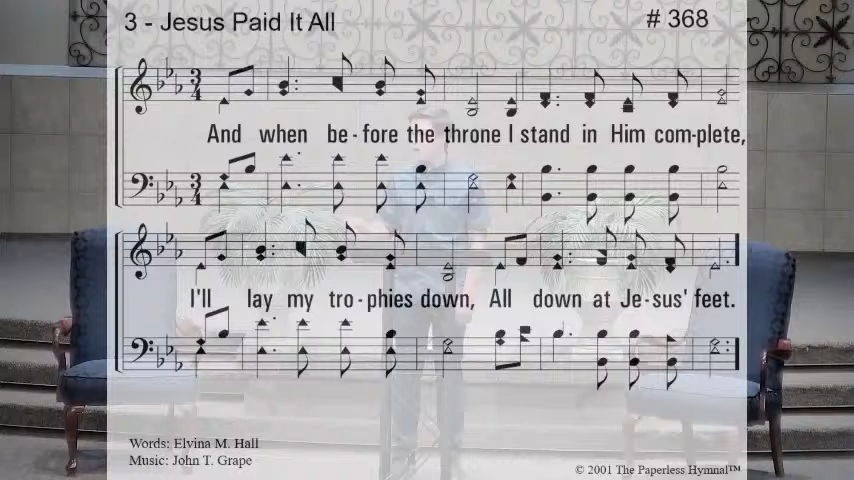 3 - Jesus Paid It All
# 368
And when be - fore the throne I stand in Him com-plete,
I'll lay my tro - phies down, All down at Je - sus' feet.
Words: Elvina M. Hall
Music: John T. Grape
© 2001 The Paperless Hymnal™